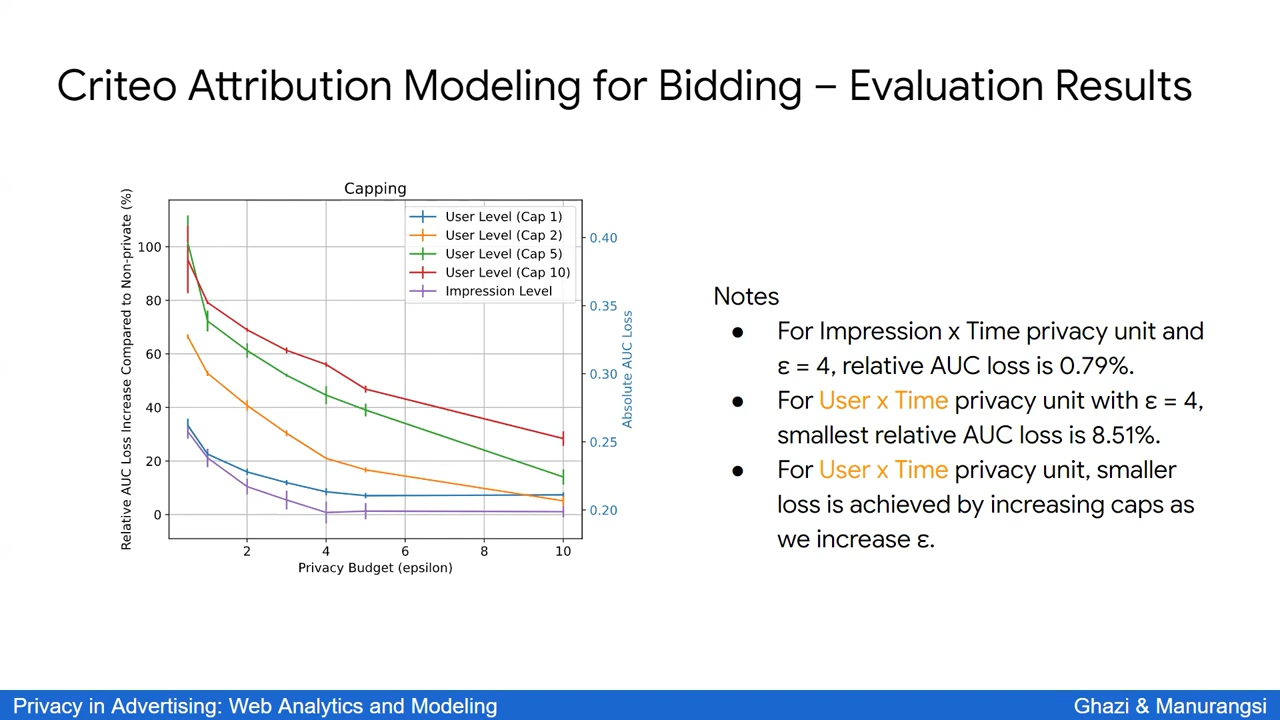 Criteo Attribution Modeling for Bidding – Evaluation Results
Capping
Relative AUC Loss Increase Compared to Non-private (%)
100
80
60
40
20
0
2
4
6
8
10
Privacy Budget (epsilon)
0.40
0.35
0.30
0.25
0.20
Absolute AUC Loss
User Level (Cap 1)
User Level (Cap 2)
User Level (Cap 5)
User Level (Cap 10)
Impression Level
Notes
● For Impression x Time privacy unit and
ε = 4, relative AUC loss is 0.79%.
● For User x Time privacy unit with ε = 4,
smallest relative AUC loss is 8.51%.
● For User x Time privacy unit, smaller
loss is achieved by increasing caps as
we increase ε.
Privacy in Advertising: Web Analytics and Modeling
Ghazi & Manurangsi